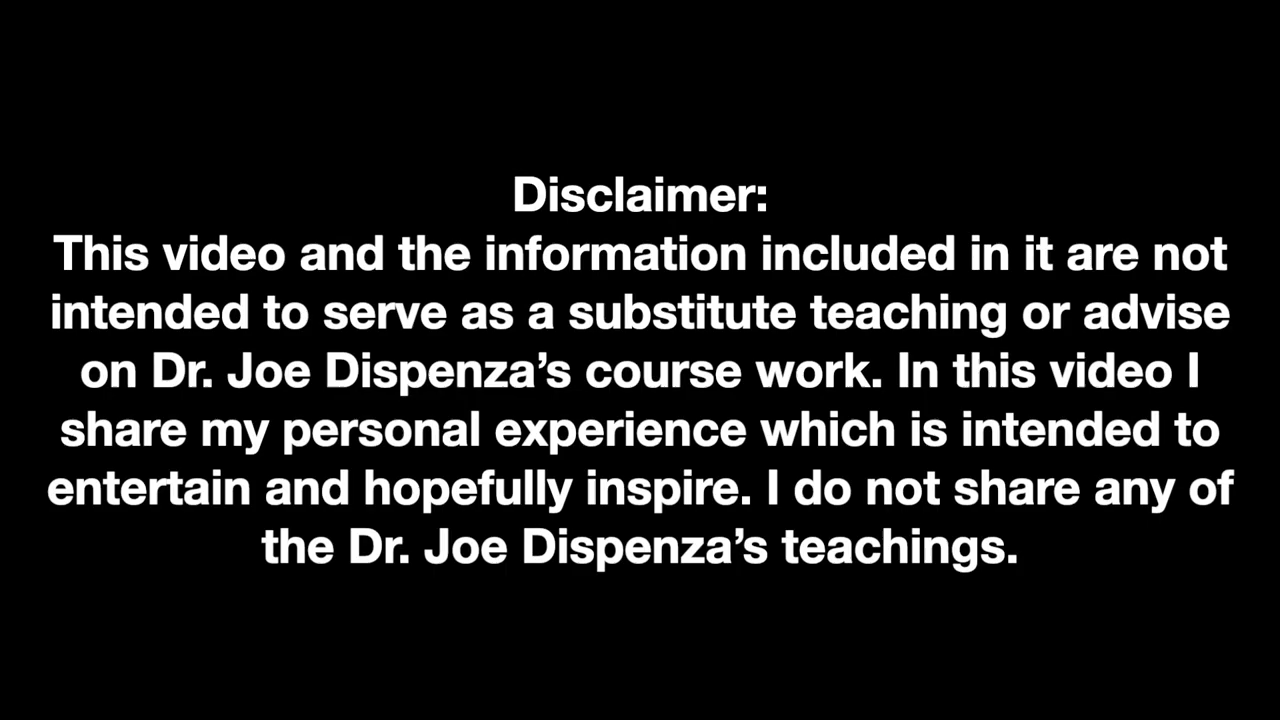 Disclaimer:
This video and the information included in it are not
intended to serve as a substitute teaching or advise
on Dr. Joe Dispenza’s course work. In this video I
share my personal experience which is intended to
entertain and hopefully inspire. I do not share any of
the Dr. Joe Dispenza’s teachings.